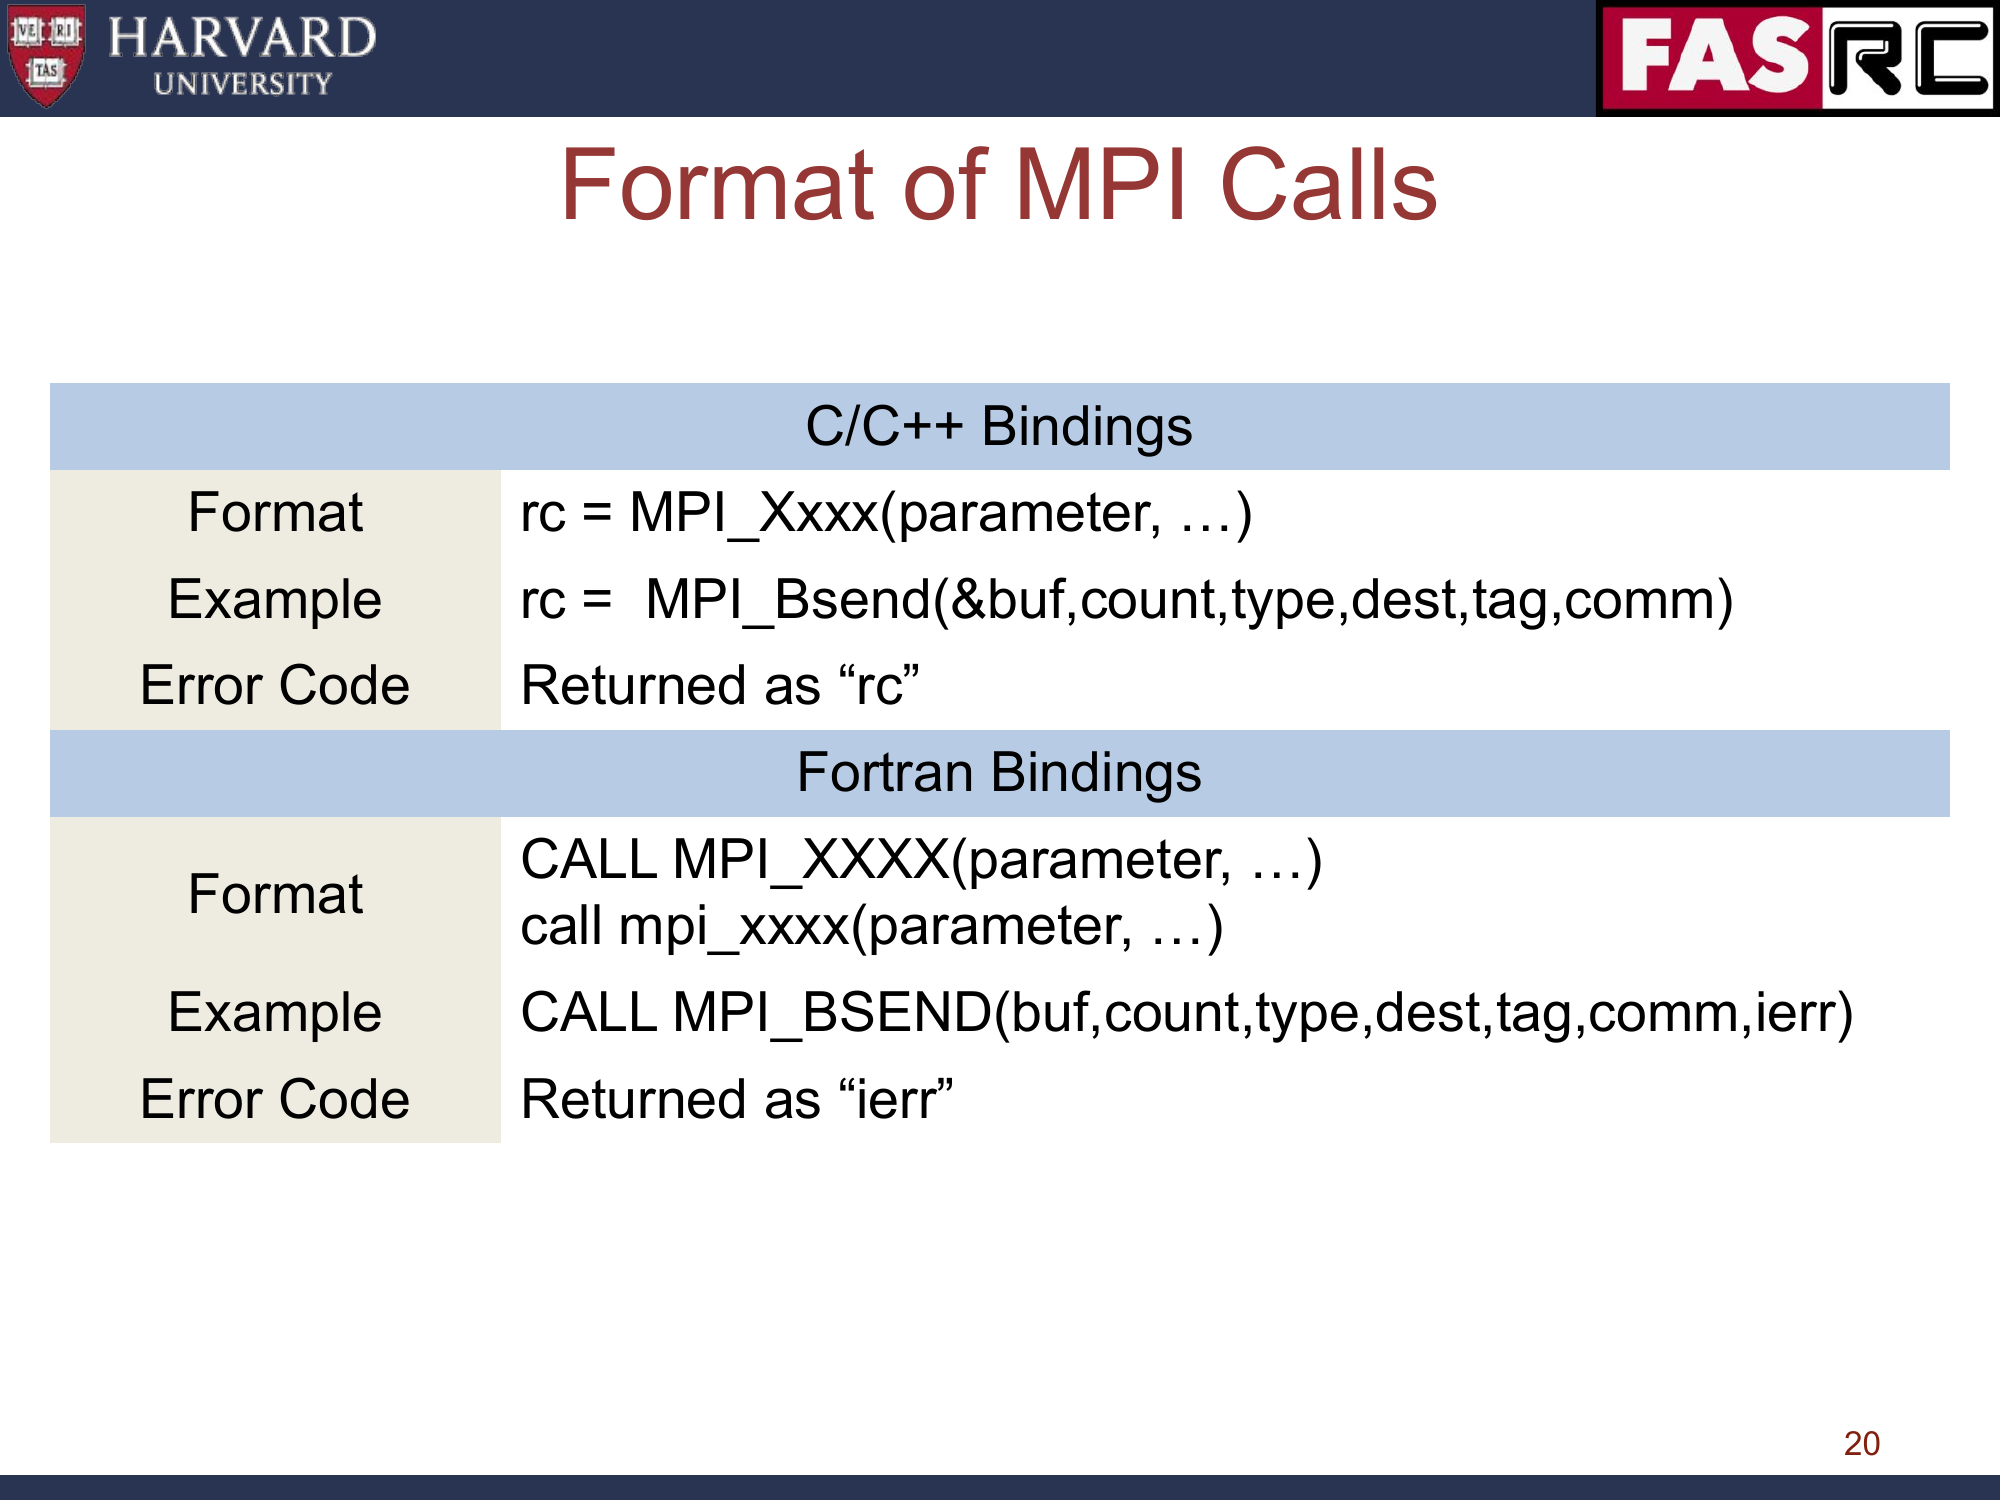 VE RI
TAS
HARVARD
UNIVERSITY
FASRC
Format of MPI Calls
C/C++ Bindings
Format rc = MPI_Xxxx(parameter, …)
Example rc =  MPI_Bsend(&buf,count,type,dest,tag,comm)
Error Code Returned as “rc”
Fortran Bindings
Format CALL MPI_XXXX(parameter, …)
call mpi_xxxx(parameter, …)
Example CALL MPI_BSEND(buf,count,type,dest,tag,comm,ierr)
Error Code Returned as “ierr”
20